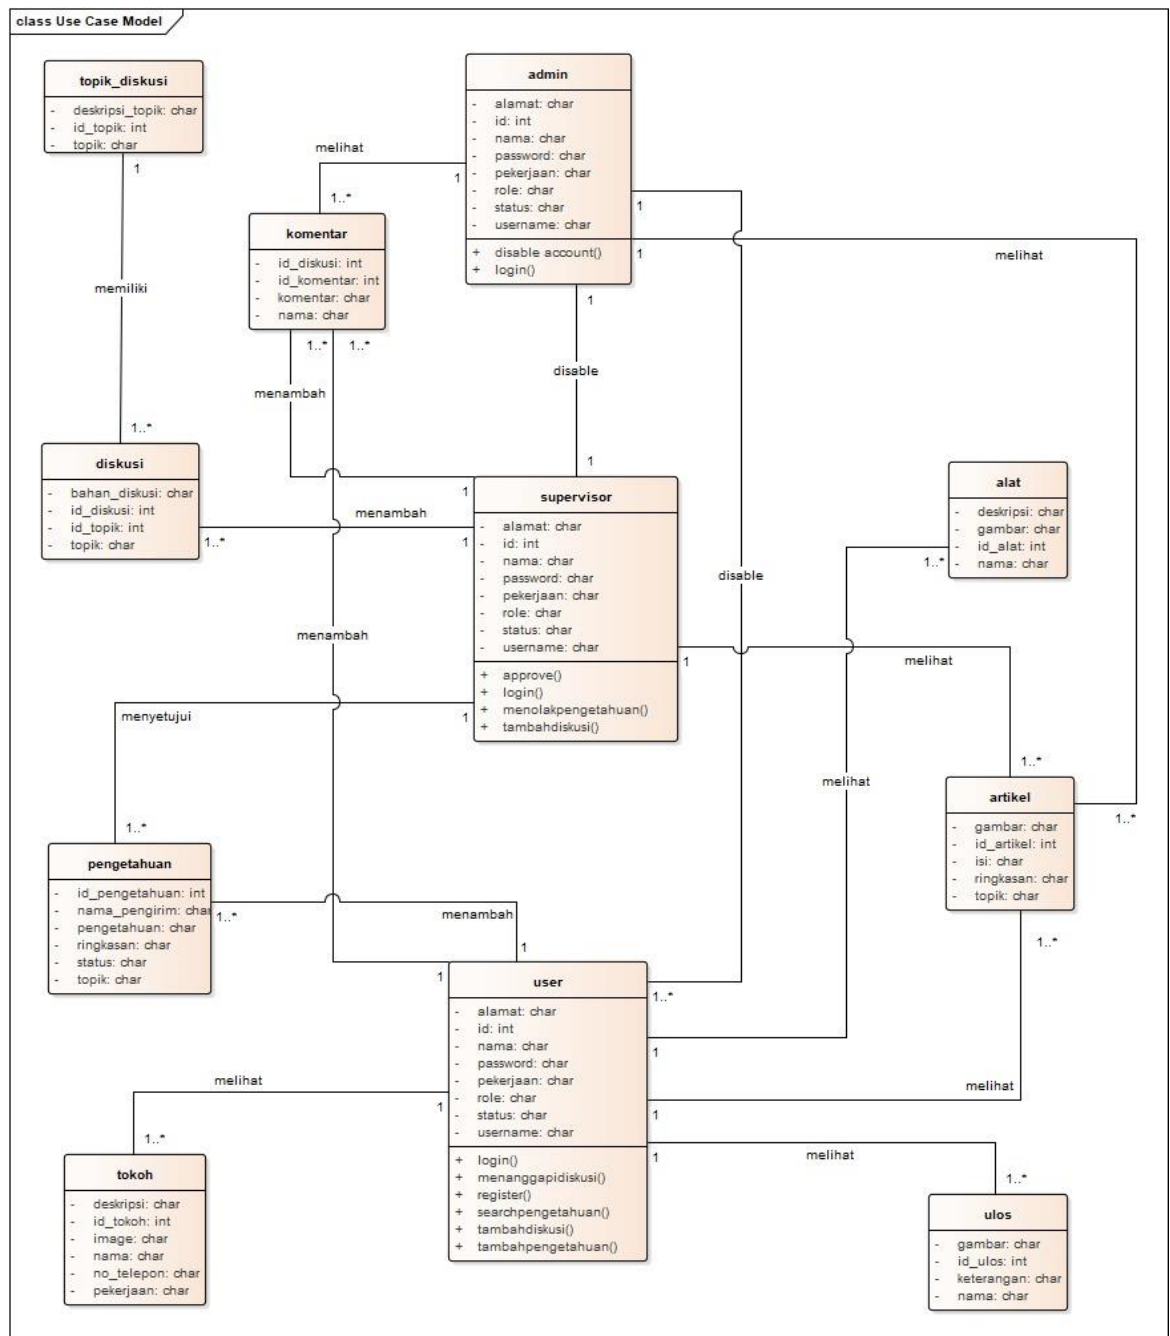 class Use Case Model
topik_diskusi
- deskripsi_topik: char
- id_topik: int
- topik: char
1
memiliki
1..*
admin
- alamat: char
- id: int
- nama: char
- password: char
- pekerjaan: char
- role: char
- status: char
- username: char
+ disable account()
+ login()
melihat
1
1..*
1
1
melihat
1
disable
1
komentar
- id_diskusi: int
- id_komentar: int
- komentar: char
- nama: char
1..*
1..*
menambah
1
diskusi
- bahan_diskusi: char
- id_diskusi: int
- id_topik: int
- topik: char
menambah
1..*
1
supervisor
- alamat: char
- id: int
- nama: char
- password: char
- pekerjaan: char
- role: char
- status: char
- username: char
+ approve()
+ login()
+ menolakpengetahuan()
+ tambahdiskusi()
alat
- deskripsi: char
- gambar: char
- id_alat: int
- nama: char
1..*
disable
menambah
1
melihat
menyetujui
1
melihat
1..*
1..*
1..*
artikel
- gambar: char
- id_artikel: int
- isi: char
- ringkasan: char
- topik: char
1..*
pengetahuan
- id_pengetahuan: int
- nama_pengirim: char
- pengetahuan: char
- ringkasan: char
- status: char
- topik: char
1..*
menambah
1
1
user
- alamat: char
- id: int
- nama: char
- password: char
- pekerjaan: char
- role: char
- status: char
- username: char
+ login()
+ menanggapidiskusi()
+ register()
+ searchpengetahuan()
+ tambahdiskusi()
+ tambahpengetahuan()
1..*
1
melihat
1
melihat
1
1..*
1
melihat
1..*
tokoh
- deskripsi: char
- id_tokoh: int
- image: char
- nama: char
- no_telepon: char
- pekerjaan: char
ulos
- gambar: char
- id_ulos: int
- keterangan: char
- nama: char